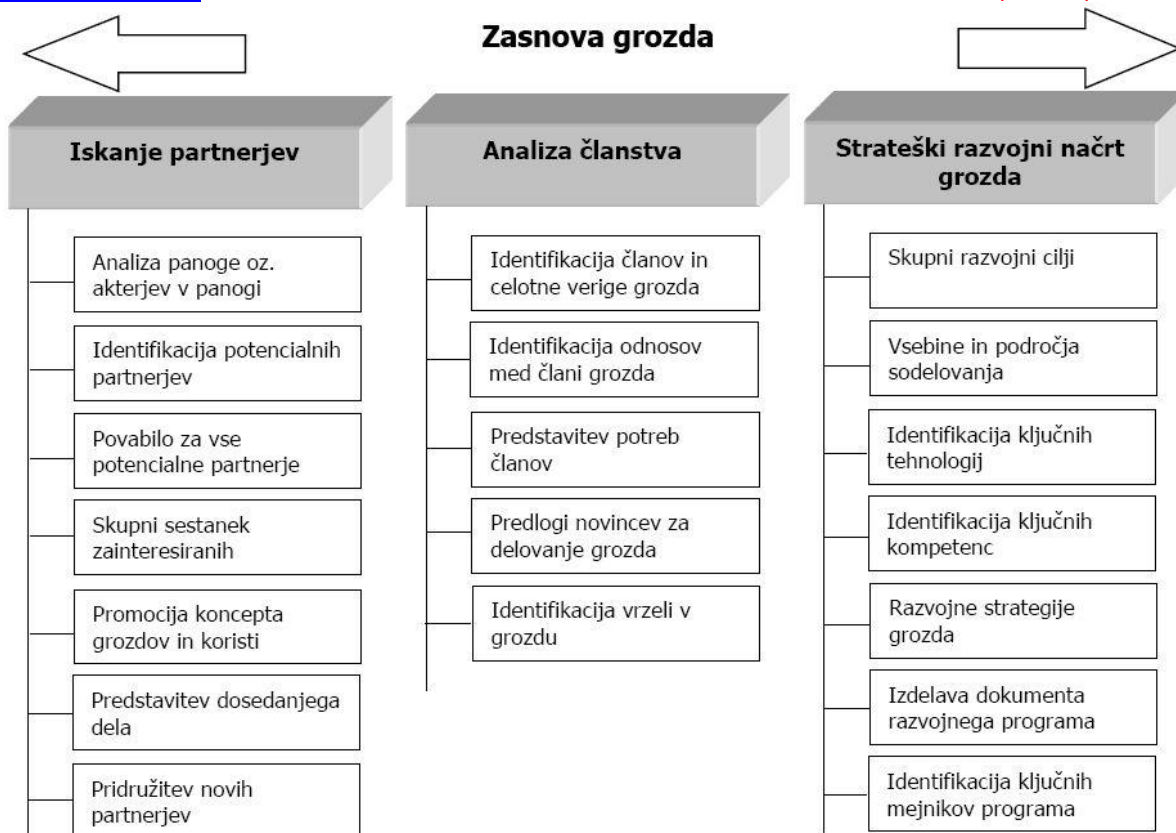 Zasnova grozda
Iskanje partnerjev
Analiza panoge oz.
akterjev v panogi
Identifikacija potencialnih
partnerjev
Povabilo za vse
potencialne partnerje
Skupni sestanek
zainteresiranih
Promocija koncepta
grozdov in koristi
Predstavitev dosedanjega
dela
Pridružitev novih
partnerjev
Analiza članstva
Identifikacija članov in
celotne verige grozda
Identifikacija odnosov
med člani grozda
Predstavitev potreb
članov
Predlogi novincev za
delovanje grozda
Identifikacija vrzeli v
grozdu
Strateški razvojni načrt
grozda
Skupni razvojni cilji
Vsebine in področja
sodelovanja
Identifikacija ključnih
tehnologij
Identifikacija ključnih
kompetenc
Razvojne strategije
grozda
Izdelava dokumenta
razvojnega programa
Identifikacija ključnih
mejnikov programa